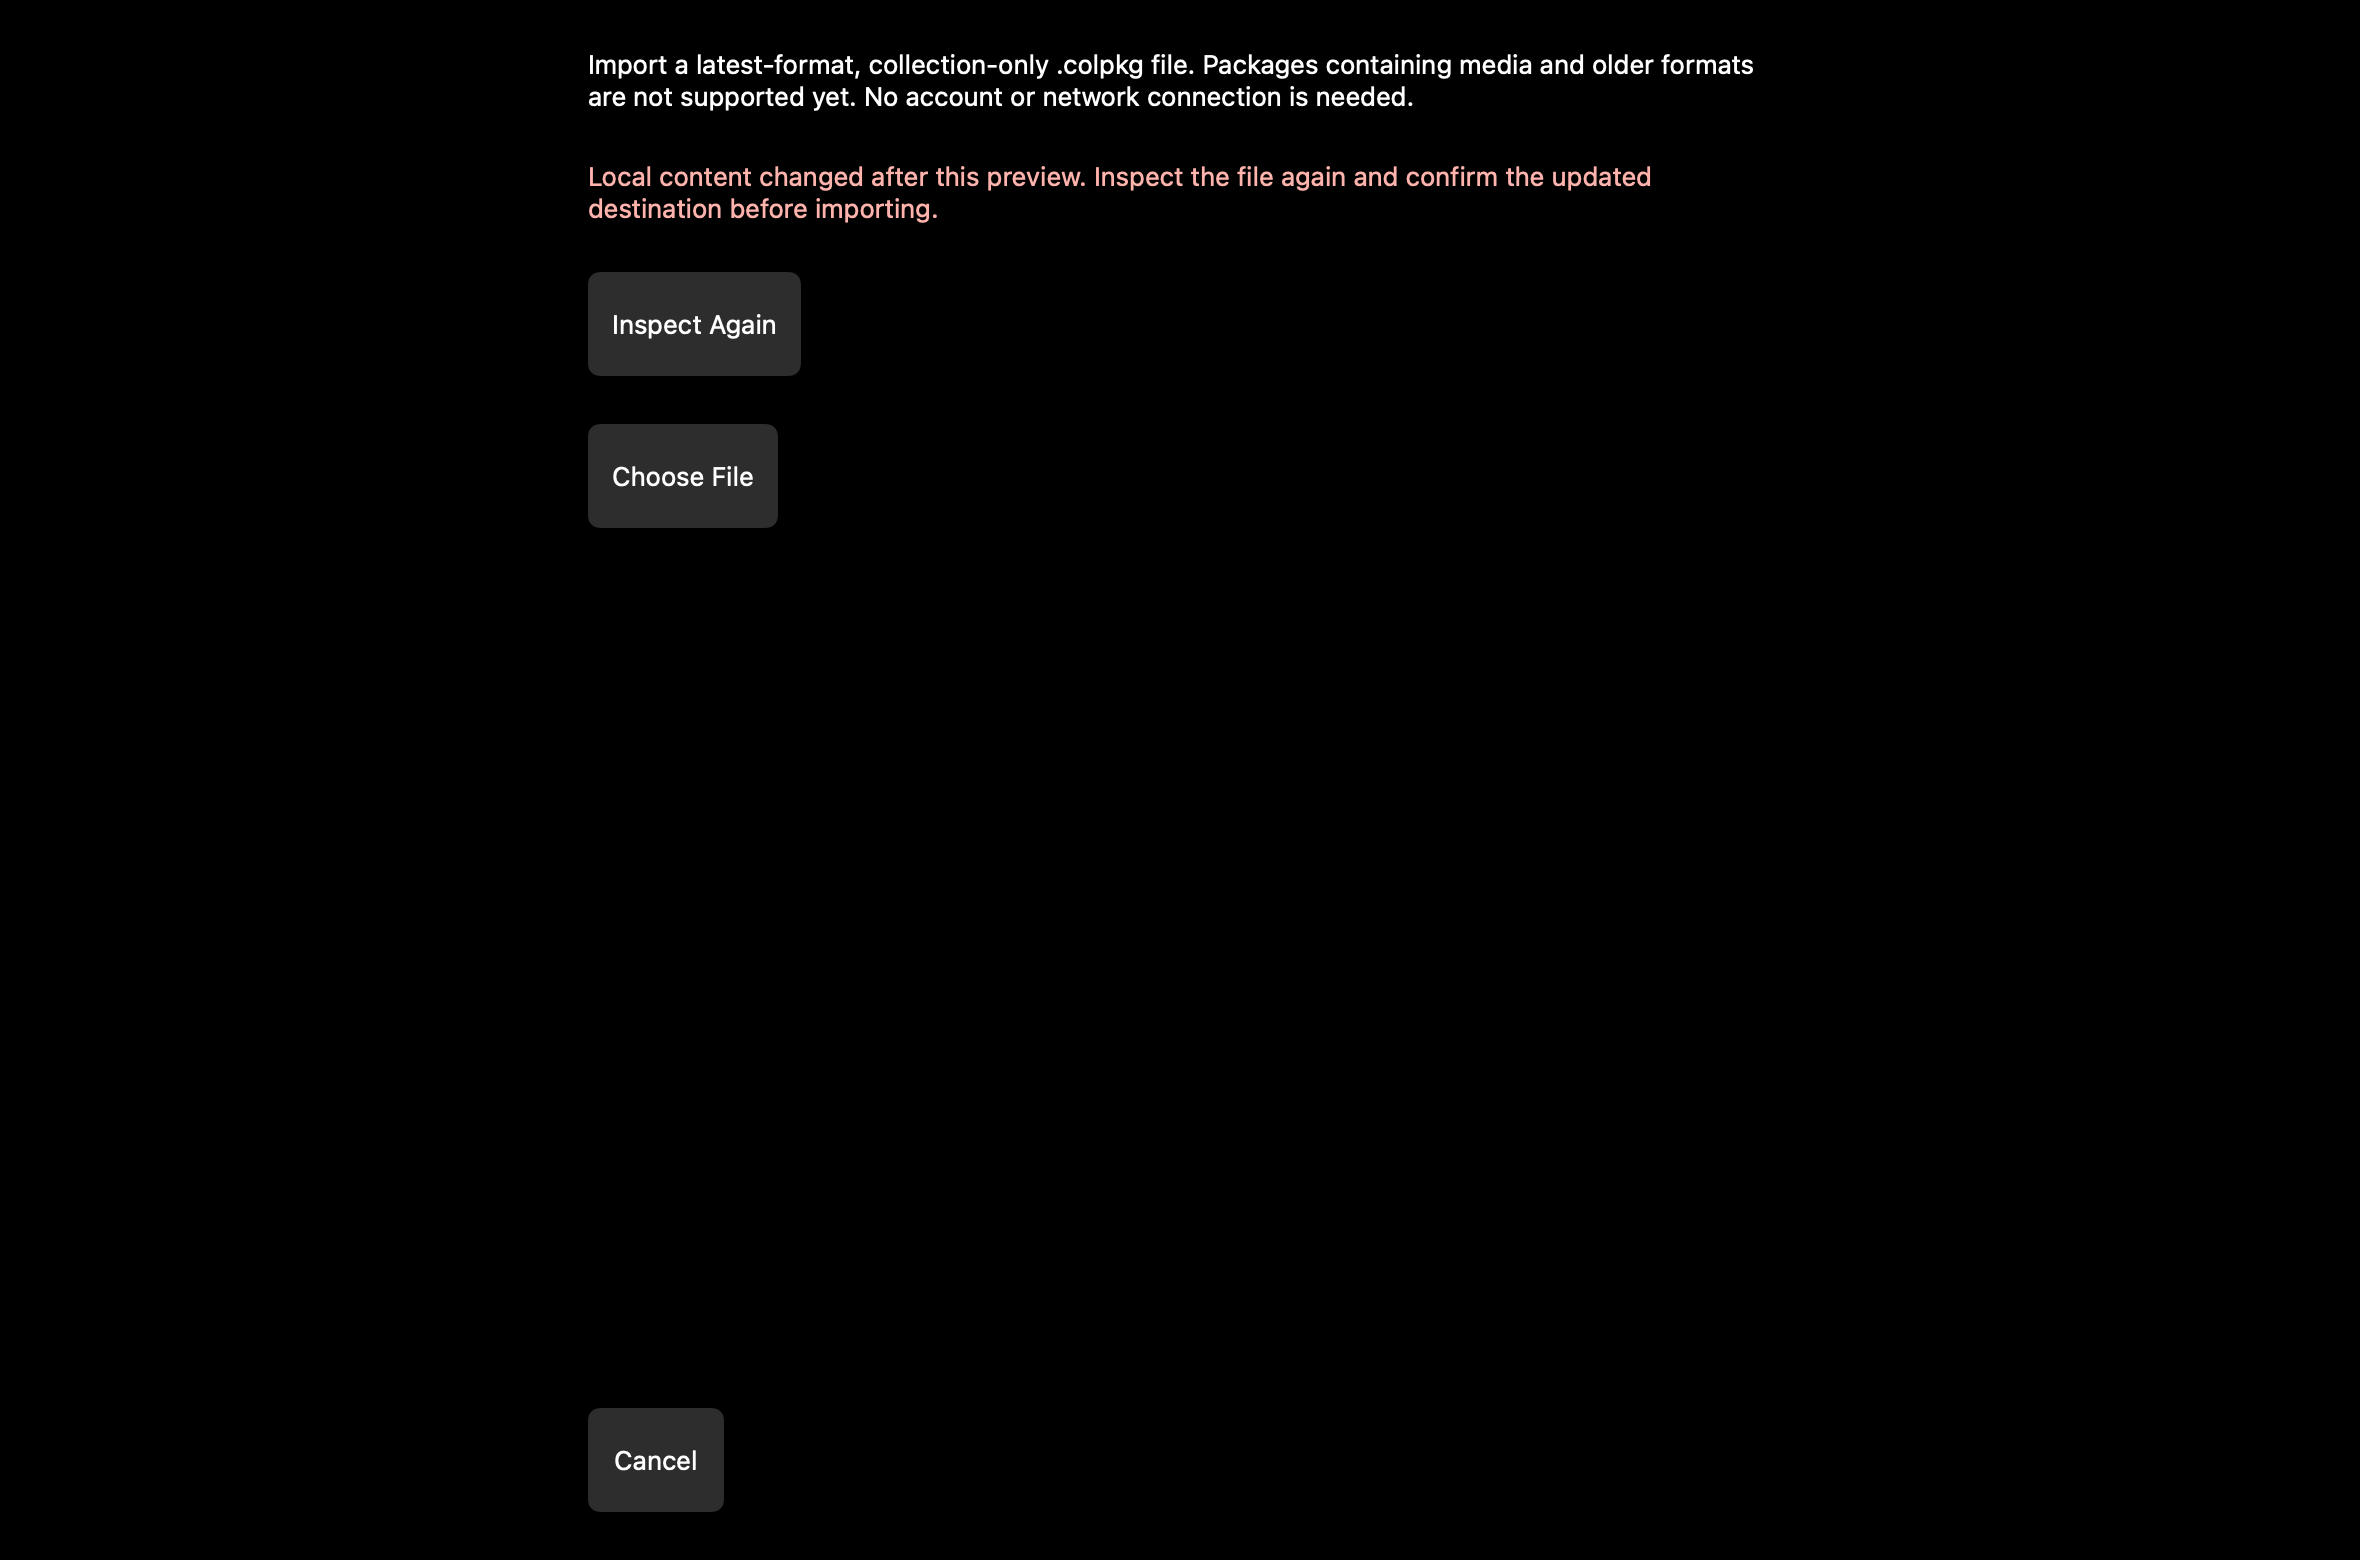 Import a latest-format, collection-only .colpkg file. Packages containing media and older formats
are not supported yet. No account or network connection is needed.
Local content changed after this preview. Inspect the file again and confirm the updated
destination before importing.
Inspect Again
Choose File
Cancel